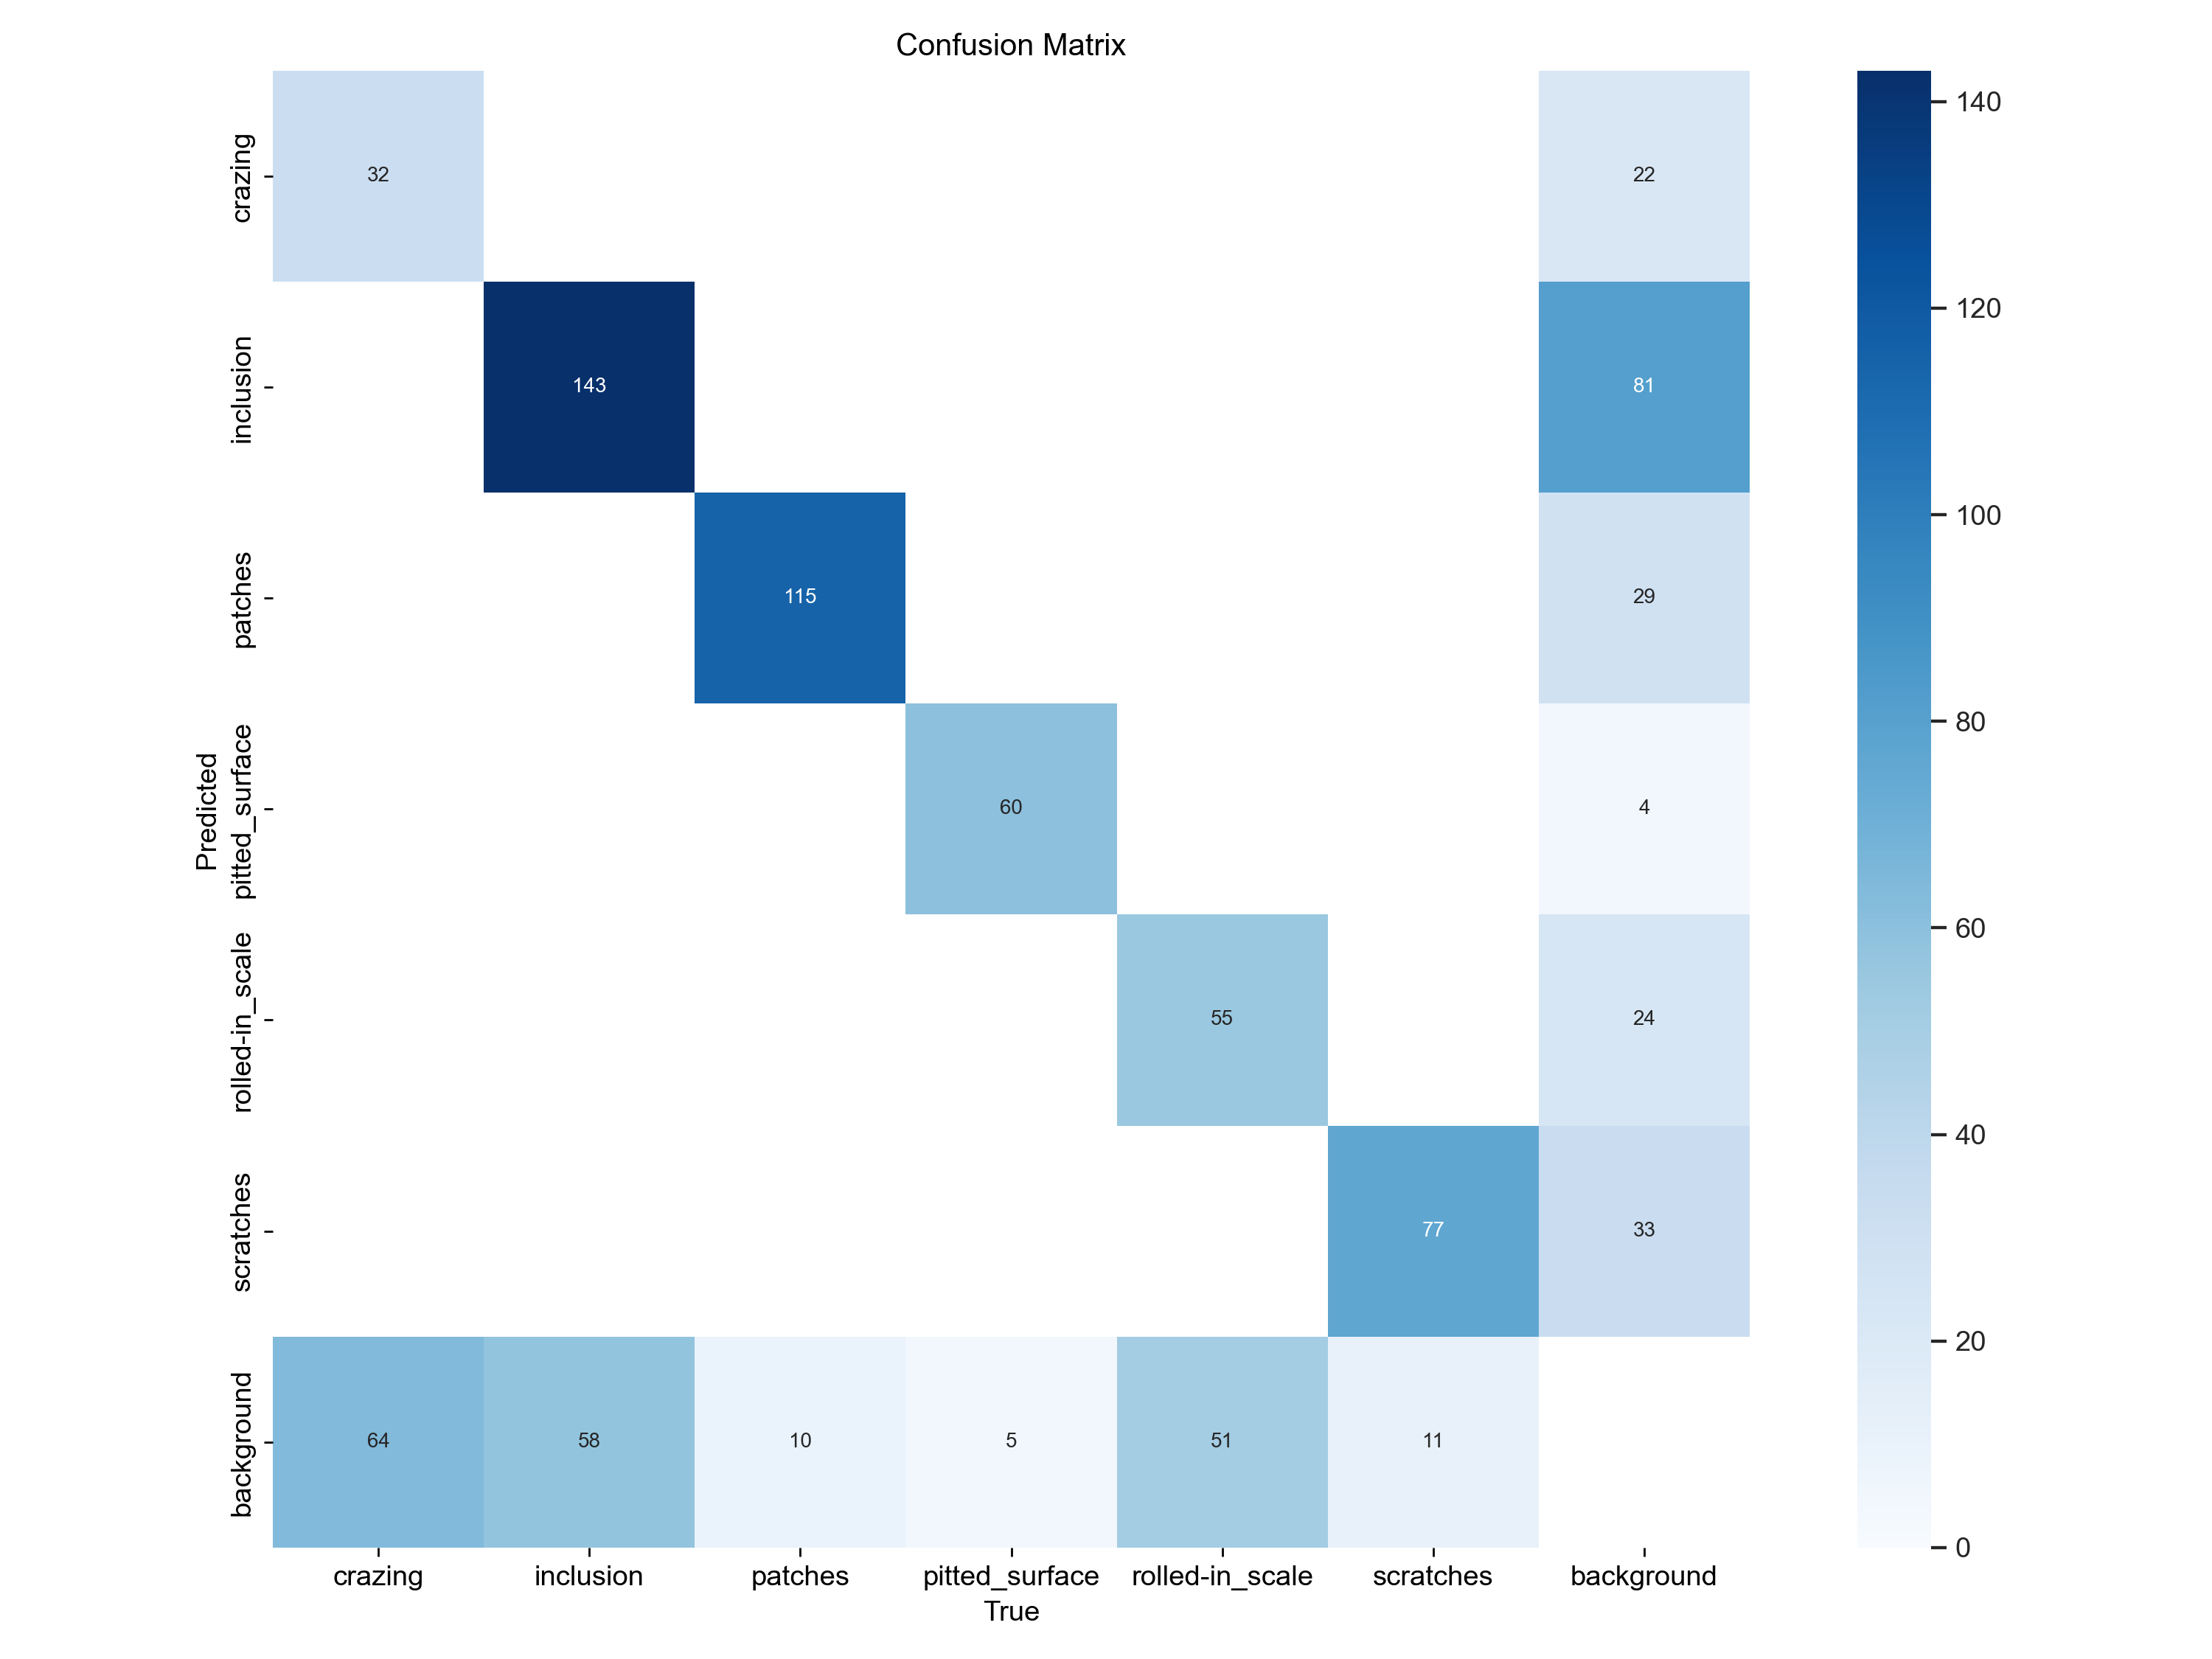 Confusion Matrix
crazing
32
22
inclusion
143
81
patches
115
29
pitted_surface
60
4
rolled-in_scale
55
24
scratches
77
33
background
64 58 10 5 51 11
Predicted
crazing inclusion patches pitted_surface rolled-in_scale scratches background
True
140
120
100
80
60
40
20
0